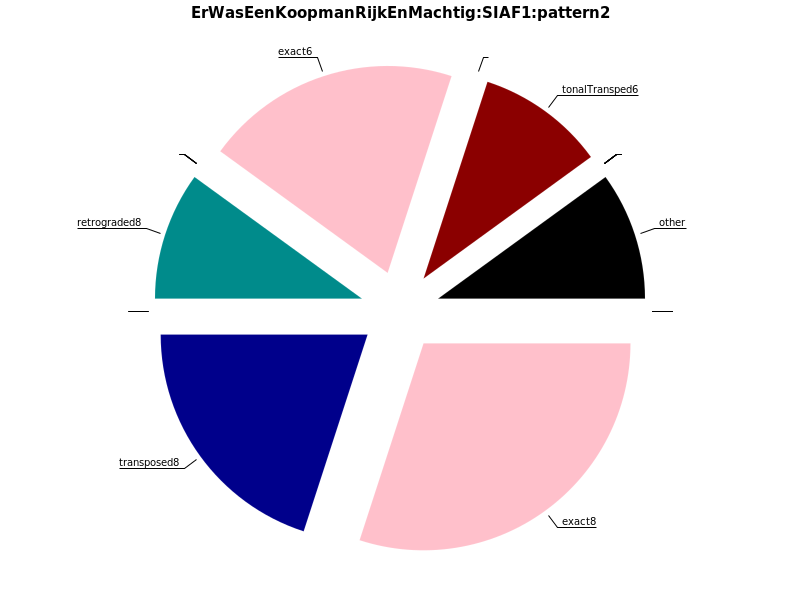 ErWasEenKoopmanRijkEnMachtig:SIAF1:pattern2
exact6
tonalTransped6
retrograded8
other
transposed8
exact8